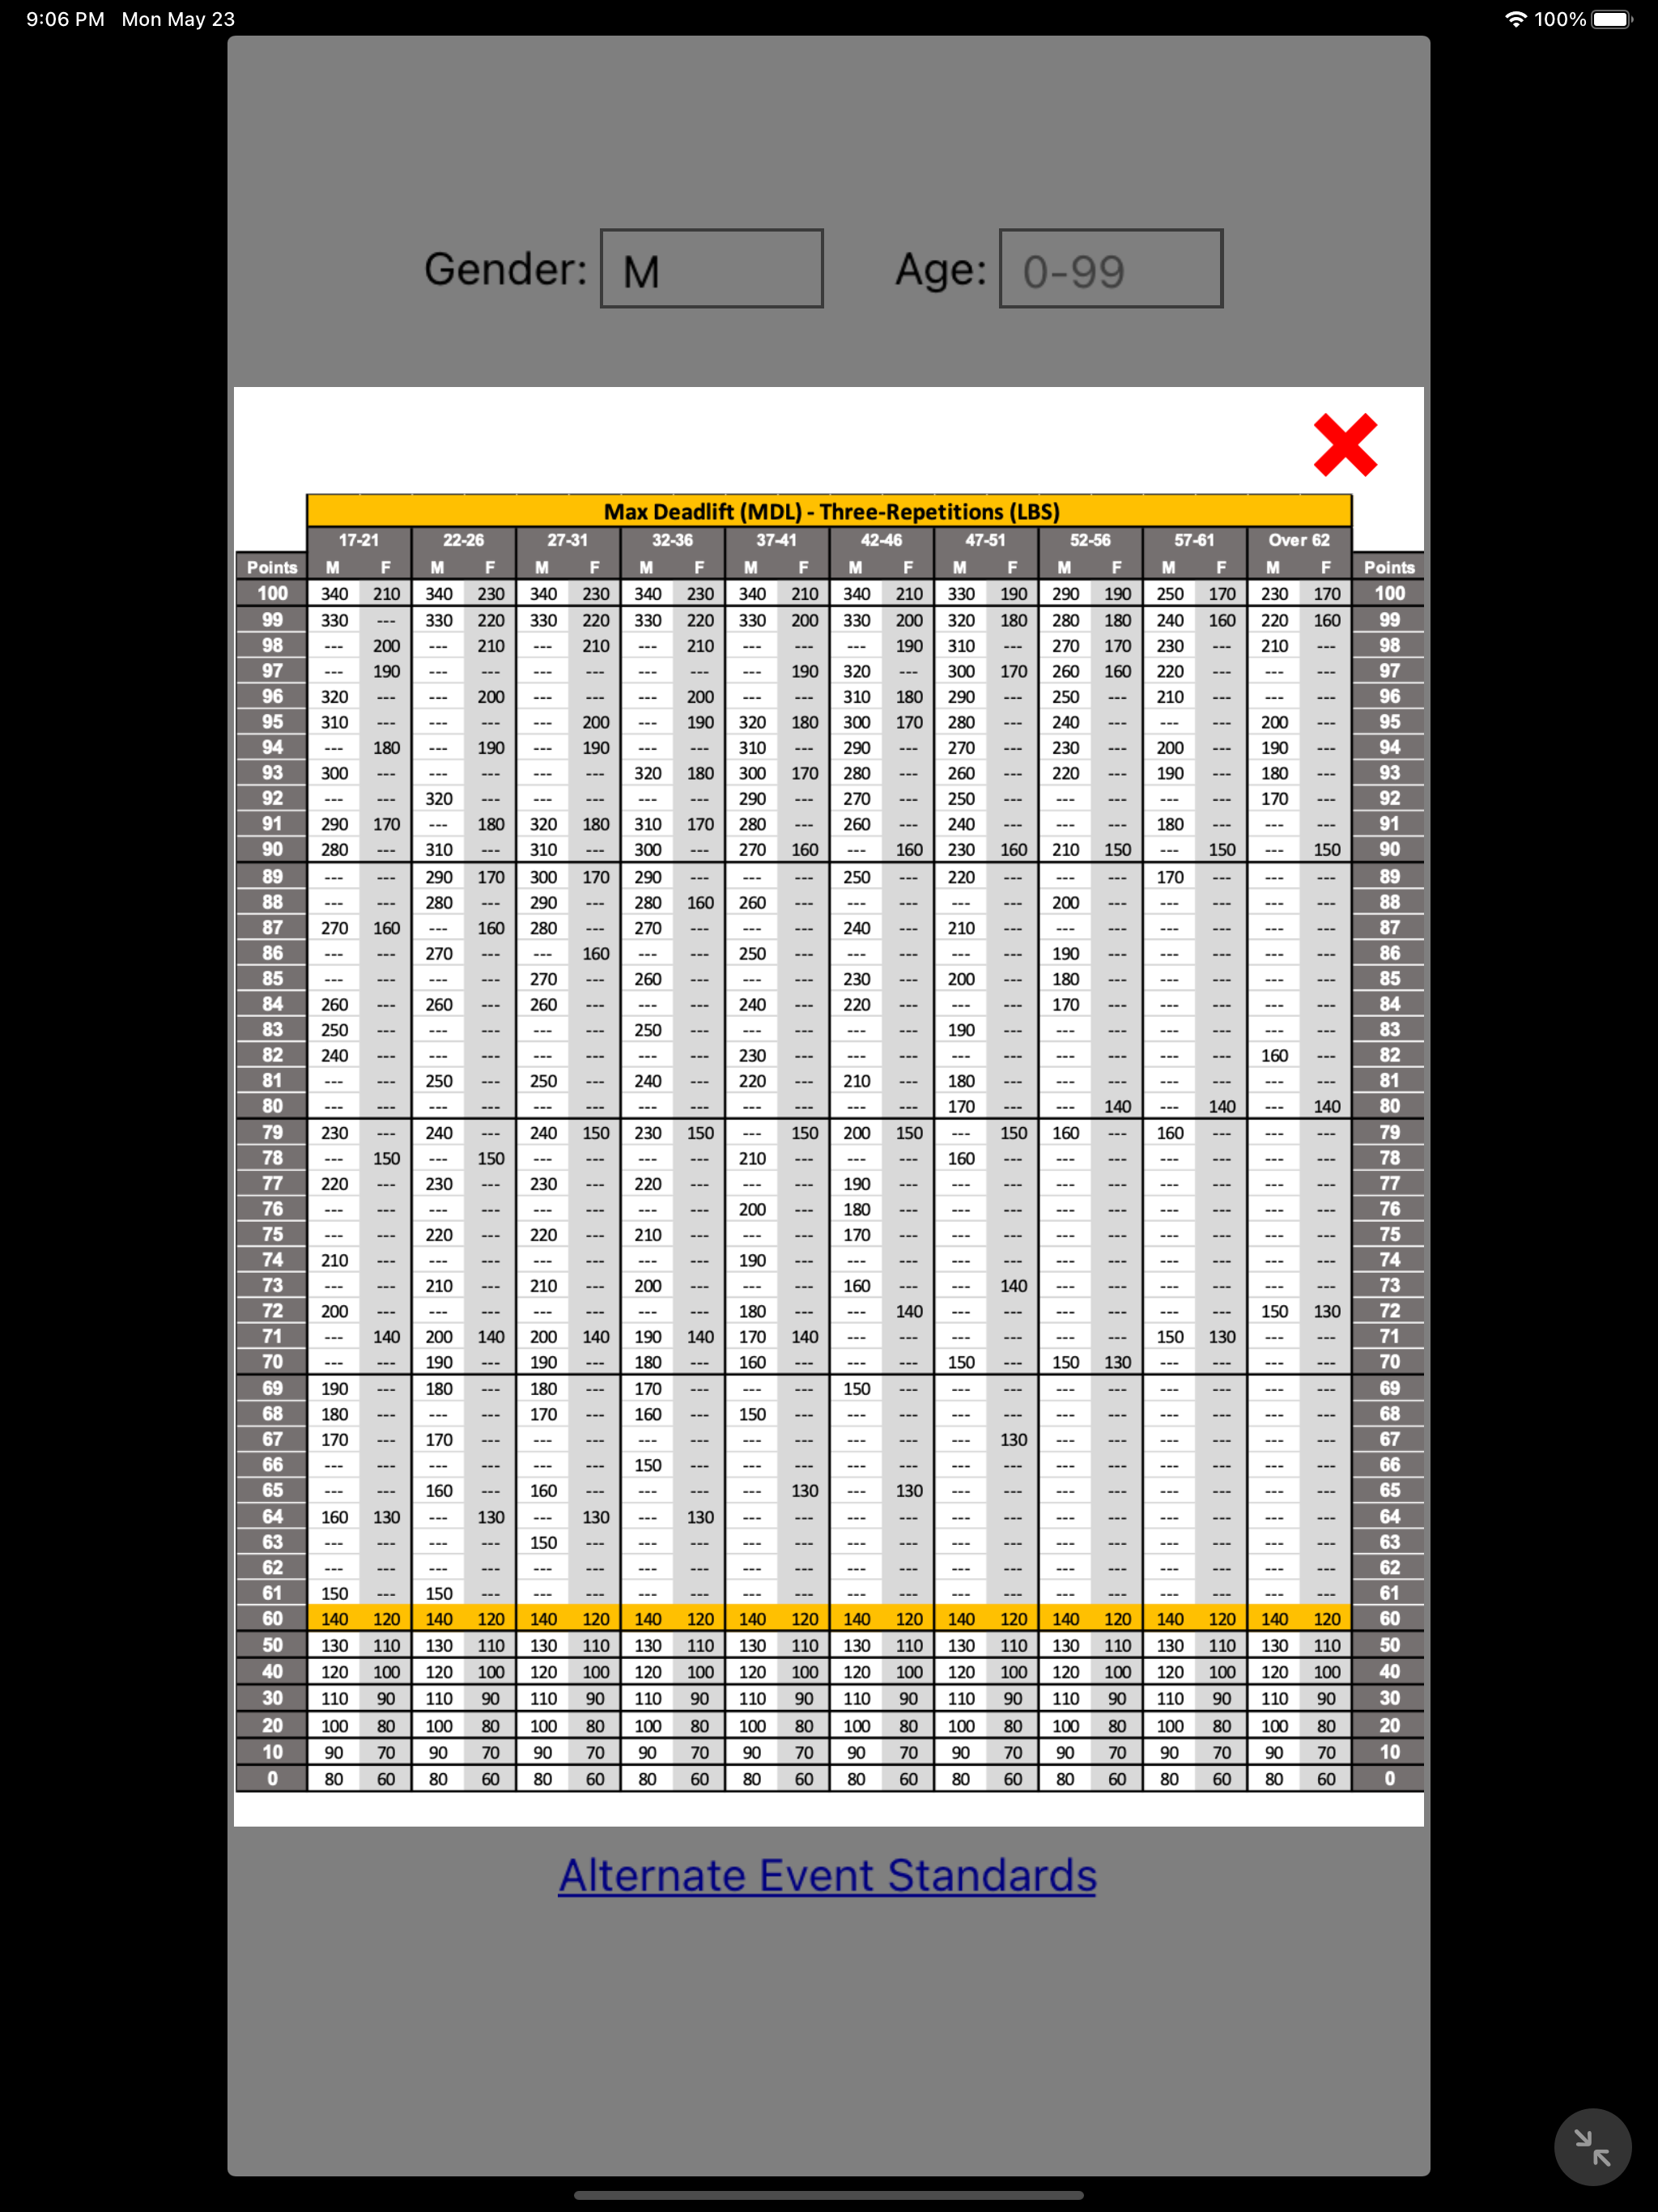 9:06 PM Mon May 23
100%
Gender: M Age: 0-99
Max Deadlift (MDL) - Three-Repetitions (LBS)
17-21 22-26 27-31 32-36 37-41 42-46 47-51 52-56 57-61 Over 62
Points M F M F M F M F M F M F M F M F M F M F Points
100 340 210 340 230 340 230 340 230 340 210 340 210 330 190 290 190 250 170 230 170 100
99 330 --- 330 220 330 220 330 220 330 200 330 200 320 180 280 180 240 160 220 160 99
98 --- 200 --- 210 --- 210 --- 210 --- --- --- 190 310 --- 270 170 230 --- 210 --- 98
97 --- 190 --- --- --- --- --- --- --- 190 320 --- 300 170 260 160 220 --- --- --- 97
96 320 --- --- 200 --- --- --- 200 --- --- 310 180 290 --- 250 --- 210 --- --- --- 96
95 310 --- --- --- --- 200 --- 190 320 180 300 170 280 --- 240 --- --- --- 200 --- 95
94 --- 180 --- 190 --- 190 --- --- 310 --- 290 --- 270 --- 230 --- 200 --- 190 --- 94
93 300 --- --- --- --- --- 320 180 300 170 280 --- 260 --- 220 --- 190 --- 180 --- 93
92 --- --- 320 --- --- --- --- --- 290 --- 270 --- 250 --- --- --- --- --- 170 --- 92
91 290 170 --- 180 320 180 310 170 280 --- 260 --- 240 --- --- --- 180 --- --- --- 91
90 280 --- 310 --- 310 --- 300 --- 270 160 --- 160 230 160 210 150 --- 150 --- 150 90
89 --- --- 290 170 300 170 290 --- --- --- 250 --- 220 --- --- --- 170 --- --- --- 89
88 --- --- 280 --- 290 --- 280 160 260 --- --- --- --- --- 200 --- --- --- --- --- 88
87 270 160 --- 160 280 --- 270 --- --- --- 240 --- 210 --- --- --- --- --- --- --- 87
86 --- --- 270 --- --- 160 --- --- 250 --- --- --- --- --- 190 --- --- --- --- --- 86
85 --- --- --- --- 270 --- 260 --- --- --- 230 --- 200 --- 180 --- --- --- --- --- 85
84 260 --- 260 --- 260 --- --- --- 240 --- 220 --- --- --- 170 --- --- --- --- --- 84
83 250 --- --- --- --- --- 250 --- --- --- --- --- 190 --- --- --- --- --- --- --- 83
82 240 --- --- --- --- --- --- --- 230 --- --- --- --- --- --- --- --- --- 160 --- 82
81 --- --- 250 --- 250 --- 240 --- 220 --- 210 --- 180 --- --- --- --- --- --- --- 81
80 --- --- --- --- --- --- --- --- --- --- --- --- 170 --- --- 140 --- 140 --- 140 80
79 230 --- 240 --- 240 150 230 150 --- 150 200 150 --- 150 160 --- 160 --- --- --- 79
78 --- 150 --- 150 --- --- --- --- 210 --- --- --- 160 --- --- --- --- --- --- --- 78
77 220 --- 230 --- 230 --- 220 --- --- --- 190 --- --- --- --- --- --- --- --- --- 77
76 --- --- --- --- --- --- --- --- 200 --- 180 --- --- --- --- --- --- --- --- --- 76
75 --- --- 220 --- 220 --- 210 --- --- --- 170 --- --- --- --- --- --- --- --- --- 75
74 210 --- --- --- --- --- --- --- 190 --- --- --- --- --- --- --- --- --- --- --- 74
73 --- --- 210 --- 210 --- 200 --- --- --- 160 --- --- 140 --- --- --- --- --- --- 73
72 200 --- --- --- --- --- --- --- 180 --- --- 140 --- --- --- --- --- --- 150 130 72
71 --- 140 200 140 200 140 190 140 170 140 --- --- --- --- --- --- 150 130 --- --- 71
70 --- --- 190 --- 190 --- 180 --- 160 --- --- --- 150 --- 150 130 --- --- --- --- 70
69 190 --- 180 --- 180 --- 170 --- --- --- 150 --- --- --- --- --- --- --- --- --- 69
68 180 --- --- --- 170 --- 160 --- 150 --- --- --- --- --- --- --- --- --- --- --- 68
67 170 --- 170 --- --- --- --- --- --- --- --- --- --- 130 --- --- --- --- --- --- 67
66 --- --- --- --- --- --- 150 --- --- --- --- --- --- --- --- --- --- --- --- --- 66
65 --- --- 160 --- 160 --- --- --- --- 130 --- 130 --- --- --- --- --- --- --- --- 65
64 160 130 --- 130 --- 130 --- 130 --- --- --- --- --- --- --- --- --- --- --- --- 64
63 --- --- --- --- 150 --- --- --- --- --- --- --- --- --- --- --- --- --- --- --- 63
62 --- --- --- --- --- --- --- --- --- --- --- --- --- --- --- --- --- --- --- --- 62
61 150 --- 150 --- --- --- --- --- --- --- --- --- --- --- --- --- --- --- --- --- 61
60 140 120 140 120 140 120 140 120 140 120 140 120 140 120 140 120 140 120 140 120 60
50 130 110 130 110 130 110 130 110 130 110 130 110 130 110 130 110 130 110 130 110 50
40 120 100 120 100 120 100 120 100 120 100 120 100 120 100 120 100 120 100 120 100 40
30 110 90 110 90 110 90 110 90 110 90 110 90 110 90 110 90 110 90 110 90 30
20 100 80 100 80 100 80 100 80 100 80 100 80 100 80 100 80 100 80 100 80 20
10 90 70 90 70 90 70 90 70 90 70 90 70 90 70 90 70 90 70 90 70 10
0 80 60 80 60 80 60 80 60 80 60 80 60 80 60 80 60 80 60 80 60 0
Alternate Event Standards